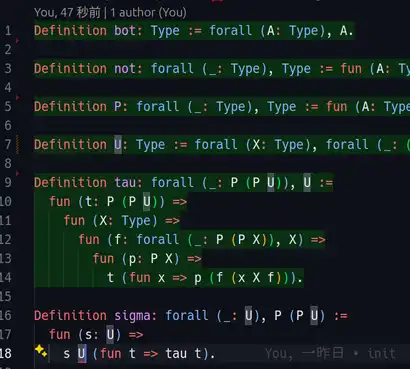 You, 47 秒前 | 1 author (You)
1 Definition bot: Type := forall (A: Type), A.
2
3 Definition not: forall (_: Type), Type := fun (A: Ty
4
5 Definition P: forall (_: Type), Type := fun (A: Type
6
7 Definition U: Type := forall (X: Type), forall (_: (
8
9 Definition tau: forall (_: P (P U)), U :=
10 fun (t: P (P U)) =>
11 fun (X: Type) =>
12 fun (f: forall (_: P (P X)), X) =>
13 fun (p: P X) =>
14 t (fun x => p (f (x X f))).
15
16 Definition sigma: forall (_: U), P (P U) :=
17 fun (s: U) =>
18 s U (fun t => tau t). You, 一昨日 • init